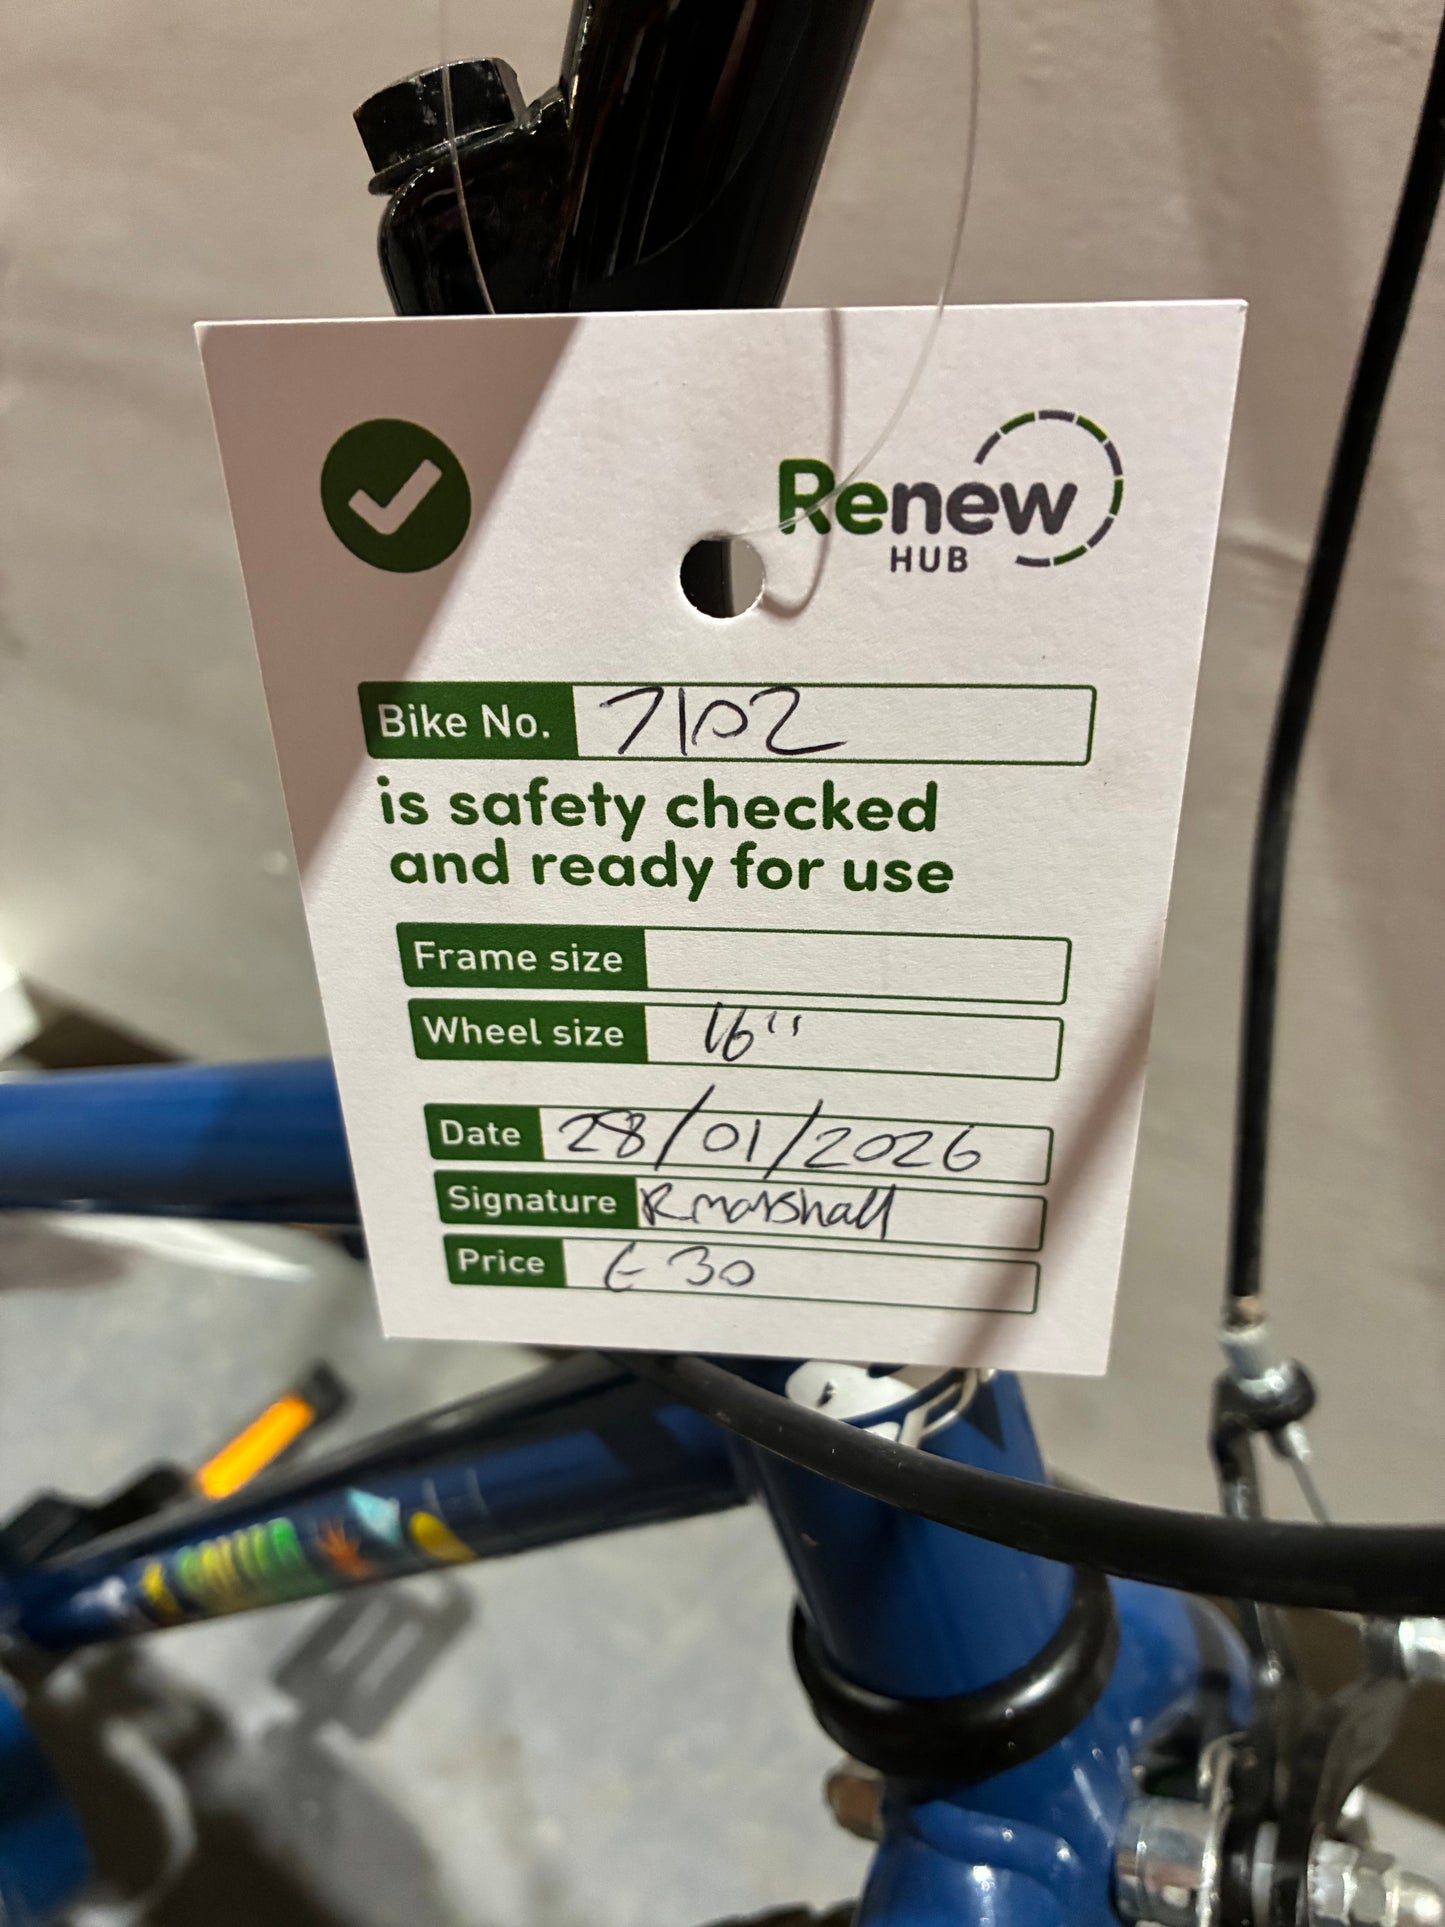 Renew
HUB
Bike No. 7102
is safety checked
and ready for use
Frame size
Wheel size 16"
Date 28/01/2026
Signature R Marshall
Price £30